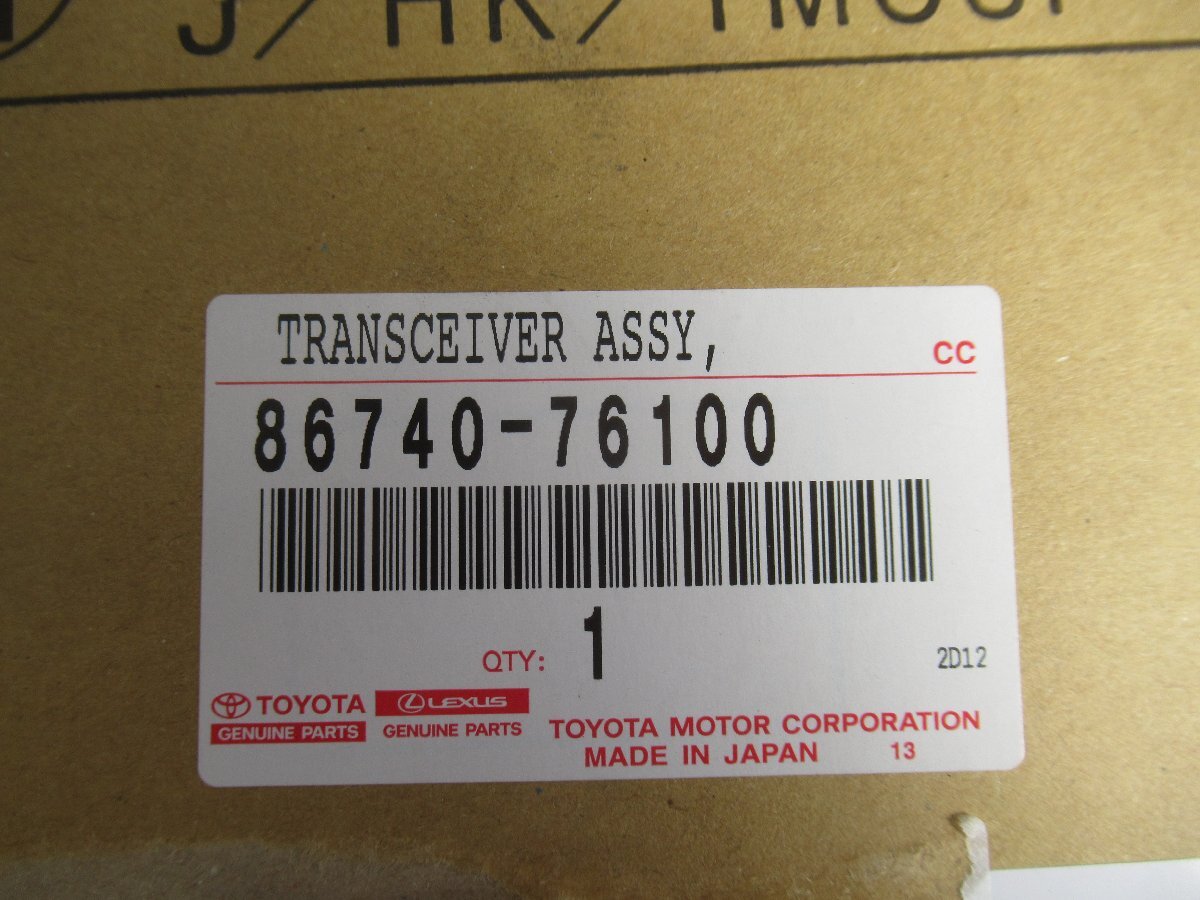 J/HK/
TRANSCEIVER ASSY,
CC
86740-76100
QTY: 1
2D12
TOYOTA
GENUINE PARTS
LEXUS
GENUINE PARTS
TOYOTA MOTOR CORPORATION
MADE IN JAPAN 13